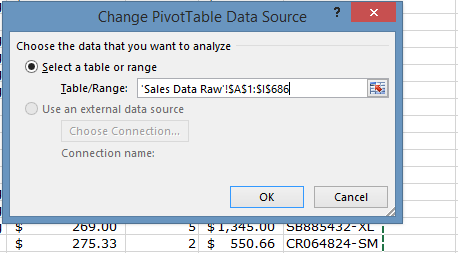 Change PivotTable Data Source ? ×
Choose the data that you want to analyze
Select a table or range
Table/Range: 'Sales Data Raw'!$A$1:$I$686
Use an external data source
Choose Connection...
Connection name:
OK Cancel
$ 269.00 5 $1,345.00 SB885432-XL
$ 275.33 2 $ 550.66 CR064824-SM